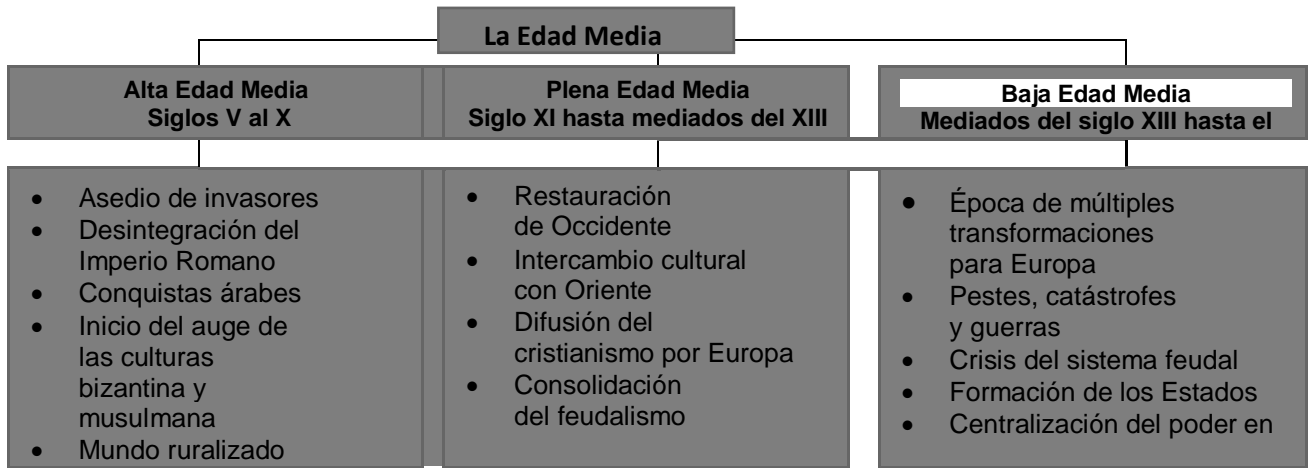 La Edad Media
Alta Edad Media
Siglos V al X
Plena Edad Media
Siglo XI hasta mediados del XIII
Baja Edad Media
Mediados del siglo XIII hasta el
• Asedio de invasores
• Desintegración del
Imperio Romano
• Conquistas árabes
• Inicio del auge de
las culturas
bizantina y
musulmana
• Mundo ruralizado
• Restauración
de Occidente
• Intercambio cultural
con Oriente
• Difusión del
cristianismo por Europa
• Consolidación
del feudalismo
• Época de múltiples
transformaciones
para Europa
• Pestes, catástrofes
y guerras
• Crisis del sistema feudal
• Formación de los Estados
• Centralización del poder en